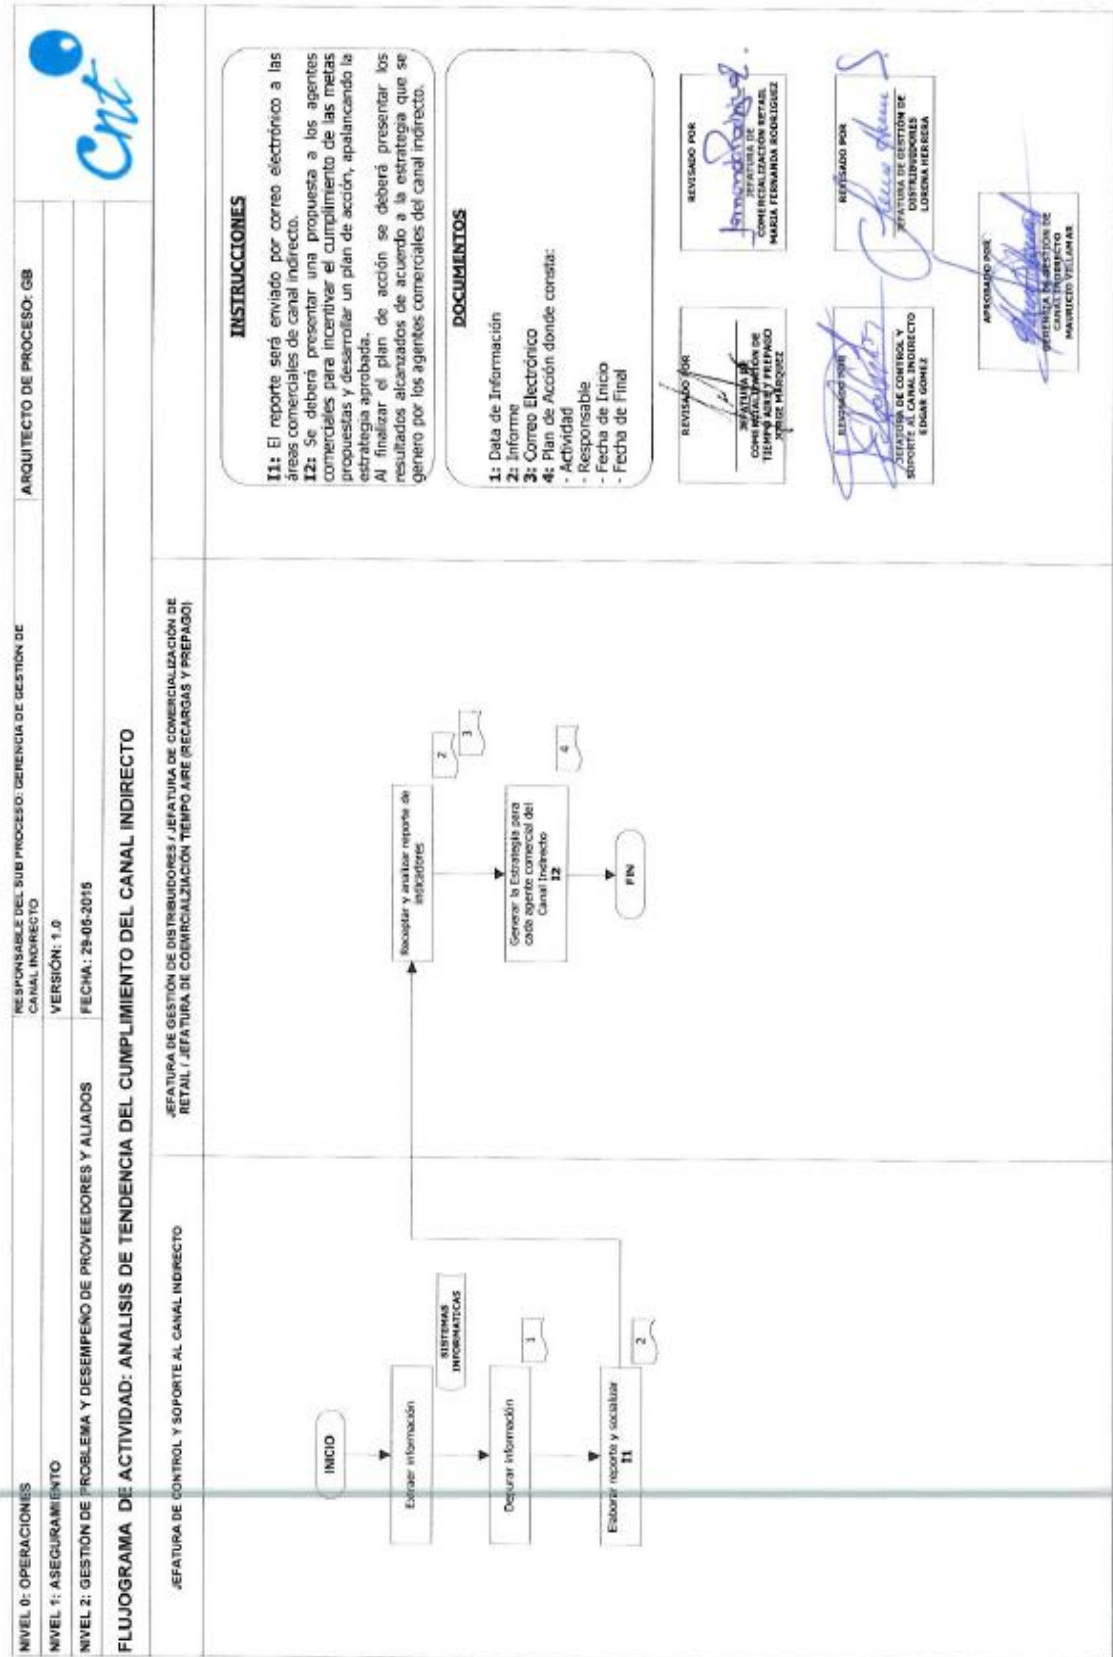 NIVEL 0: OPERACIONES
RESPONSABLE DEL SUB PROCESO: GERENCIA DE GESTIÓN DE
CANAL INDIRECTO
ARQUITECTO DE PROCESO: GB
cnt
NIVEL 1: ASEGURAMIENTO
VERSIÓN: 1.0
NIVEL 2: GESTIÓN DE PROBLEMA Y DESEMPEÑO DE PROVEEDORES Y ALIADOS
FECHA: 29-05-2015
FLUJOGRAMA DE ACTIVIDAD: ANALISIS DE TENDENCIA DEL CUMPLIMIENTO DEL CANAL INDIRECTO
JEFATURA DE CONTROL Y SOPORTE AL CANAL INDIRECTO
JEFATURA DE GESTIÓN DE DISTRIBUIDORES / JEFATURA DE COMERCIALIZACIÓN DE
RETAIL / JEFATURA DE COEMRCIALZIACIÓN TIEMPO AIRE (RECARGAS Y PREPAGO)
INICIO
Extraer información
SISTEMAS
INFORMATICAS
Depurar información
1
Elaborar reporte y socializar
I1
2
Receptar y analizar reporte de
indicadores
2
3
Generar la Estrategia para
cada agente comercial del
Canal Indirecto
I2
4
FIN
INSTRUCCIONES
I1: El reporte será enviado por correo electrónico a las
áreas comerciales de canal indirecto.
I2: Se deberá presentar una propuesta a los agentes
comerciales para incentivar el cumplimiento de las metas
propuestas y desarrollar un plan de acción, apalancando la
estrategia aprobada.
Al finalizar el plan de acción se deberá presentar los
resultados alcanzados de acuerdo a la estrategia que se
genero por los agentes comerciales del canal indirecto.
DOCUMENTOS
1: Data de Información
2: Informe
3: Correo Electrónico
4: Plan de Acción donde consta:
- Actividad
- Responsable
- Fecha de Inicio
- Fecha de Final
REVISADO POR
JEFATURA DE
COMERCIALIZACIÓN DE
TIEMPO AIRE Y PREPAGO
JORGE MÁRQUEZ
REVISADO POR
JEFATURA DE
COMERCIALIZACIÓN RETAIL
MARIA FERNANDA RODRIGUEZ
REVISADO POR
JEFATURA DE CONTROL Y
SOPORTE AL CANAL INDIRECTO
EDGAR GOMEZ
REVISADO POR
JEFATURA DE GESTIÓN DE
DISTRIBUIDORES
LORENA HERRERA
APROBADO POR
GERENCIA DE GESTION DE
CANAL INDIRECTO
MAURICIO VILLAMAR